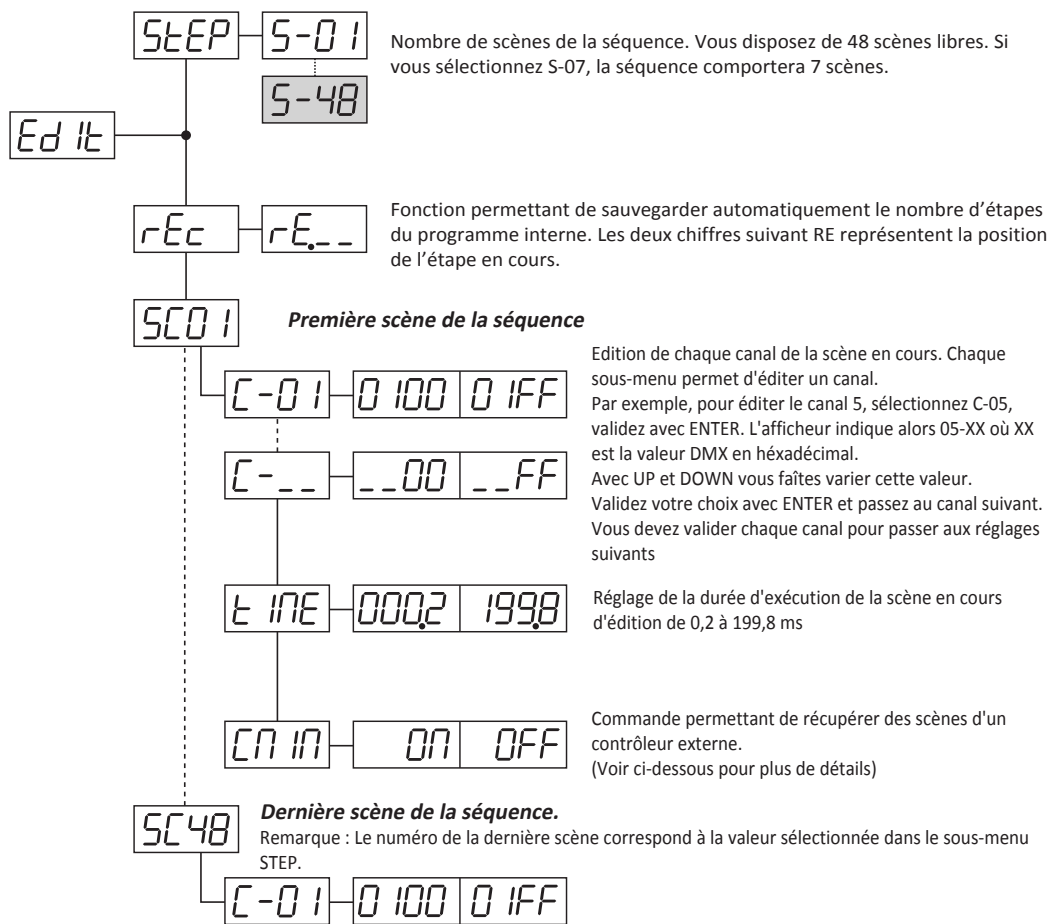 StEP S-01
Nombre de scènes de la séquence. Vous disposez de 48 scènes libres. Si
vous sélectionnez S-07, la séquence comportera 7 scènes.
S-48
Ed It
rEc rE.__
Fonction permettant de sauvegarder automatiquement le nombre d’étapes
du programme interne. Les deux chiffres suivant RE représentent la position
de l’étape en cours.
SC01
Première scène de la séquence
C-01 0100 01FF
Edition de chaque canal de la scène en cours. Chaque
sous-menu permet d'éditer un canal.
Par exemple, pour éditer le canal 5, sélectionnez C-05,
validez avec ENTER. L'afficheur indique alors 05-XX où XX
est la valeur DMX en héxadécimal.
C-__ __00 __FF
Avec UP et DOWN vous faîtes varier cette valeur.
Validez votre choix avec ENTER et passez au canal suivant.
Vous devez valider chaque canal pour passer aux réglages
suivants
tINE 000.2 199.8
Réglage de la durée d'exécution de la scène en cours
d'édition de 0,2 à 199,8 ms
CNIN ON OFF
Commande permettant de récupérer des scènes d'un
contrôleur externe.
(Voir ci-dessous pour plus de détails)
SC48
Dernière scène de la séquence.
Remarque : Le numéro de la dernière scène correspond à la valeur sélectionnée dans le sous-menu
STEP.
C-01 0100 01FF